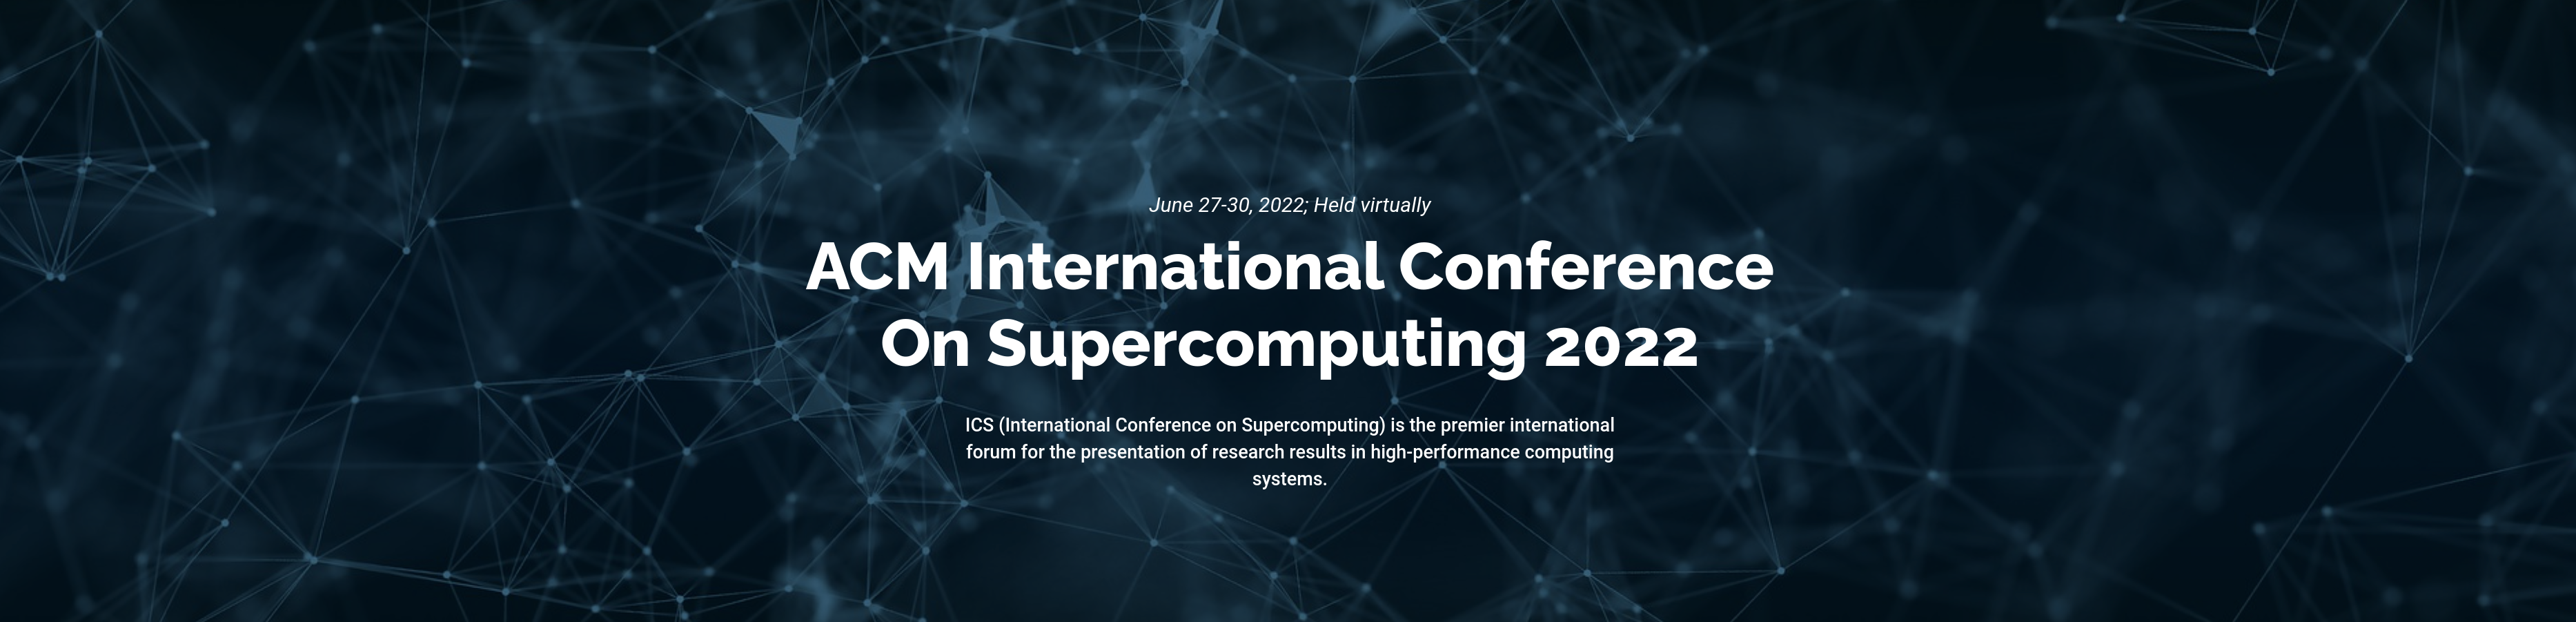 June 27-30, 2022; Held virtually
ACM International Conference
On Supercomputing 2022
ICS (International Conference on Supercomputing) is the premier international
forum for the presentation of research results in high-performance computing
systems.